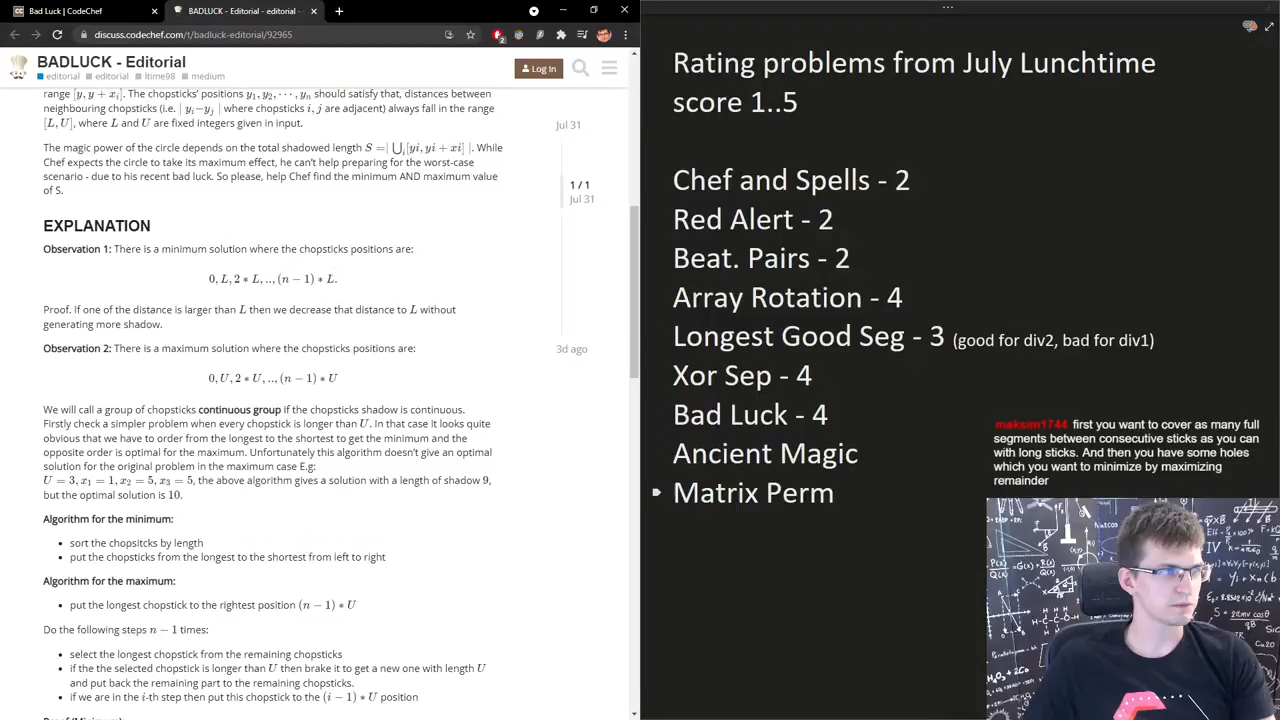 Bad Luck | CodeChef
BADLUCK - Editorial - editorial -
discuss.codechef.com/t/badluck-editorial/92965
2
BADLUCK - Editorial
editorial editorial ltime98 medium
Log In
range [y, y + x_i]. The chopsticks' positions y_1, y_2, ··· , y_n should satisfy that, distances between
neighbouring chopsticks (i.e. | y_i−y_j | where chopsticks i, j are adjacent) always fall in the range
[L, U], where L and U are fixed integers given in input.
The magic power of the circle depends on the total shadowed length S =| ⋃_i[yi, yi + xi] |. While
Chef expects the circle to take its maximum effect, he can't help preparing for the worst-case
scenario - due to his recent bad luck. So please, help Chef find the minimum AND maximum value
of S.
EXPLANATION
Observation 1: There is a minimum solution where the chopsticks positions are:
0, L, 2 ∗ L, .., (n − 1) ∗ L.
Proof. If one of the distance is larger than L then we decrease that distance to L without
generating more shadow.
Observation 2: There is a maximum solution where the chopsticks positions are:
0, U, 2 ∗ U, .., (n − 1) ∗ U
We will call a group of chopsticks continuous group if the chopsticks shadow is continuous.
Firstly check a simpler problem when every chopstick is longer than U. In that case it looks quite
obvious that we have to order from the longest to the shortest to get the minimum and the
opposite order is optimal for the maximum. Unfortunately this algorithm doesn't give an optimal
solution for the original problem in the maximum case E.g:
U = 3, x_1 = 1, x_2 = 5, x_3 = 5, the above algorithm gives a solution with a length of shadow 9,
but the optimal solution is 10.
Algorithm for the minimum:
• sort the chopsitcks by length
• put the chopsticks from the longest to the shortest from left to right
Algorithm for the maximum:
• put the longest chopstick to the rightest position (n − 1) ∗ U
Do the following steps n − 1 times:
• select the longest chopstick from the remaining chopsticks
• if the the selected chopstick is longer than U then brake it to get a new one with length U
and put back the remaining part to the remaining chopsticks.
• if we are in the i-th step then put this chopstick to the (i − 1) ∗ U position
Jul 31
1 / 1
Jul 31
3d ago
Rating problems from July Lunchtime
score 1..5
Chef and Spells - 2
Red Alert - 2
Beat. Pairs - 2
Array Rotation - 4
Longest Good Seg - 3 (good for div2, bad for div1)
Xor Sep - 4
Bad Luck - 4
Ancient Magic
Matrix Perm
maksim1744 first you want to cover as many full
segments between consecutive sticks as you can
with long sticks. And then you have some holes
which you want to minimize by maximizing
remainder